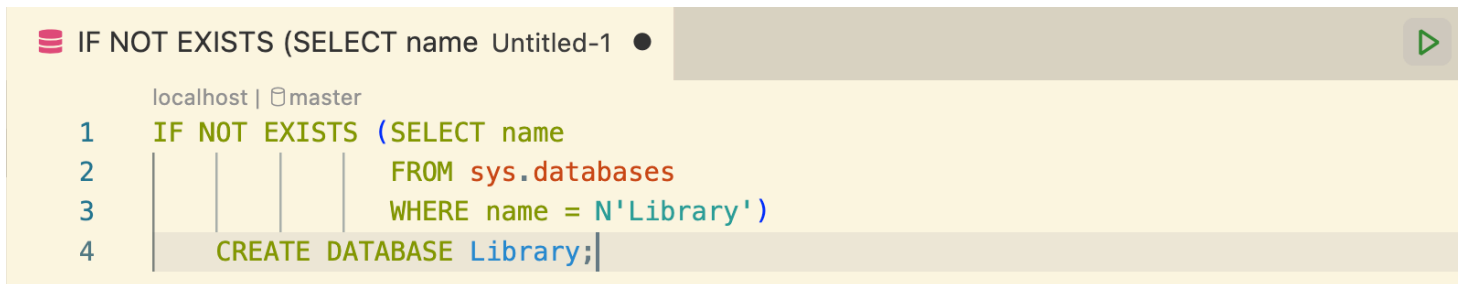 IF NOT EXISTS (SELECT name Untitled-1
localhost | master
1 IF NOT EXISTS (SELECT name
2 FROM sys.databases
3 WHERE name = N'Library')
4 CREATE DATABASE Library;